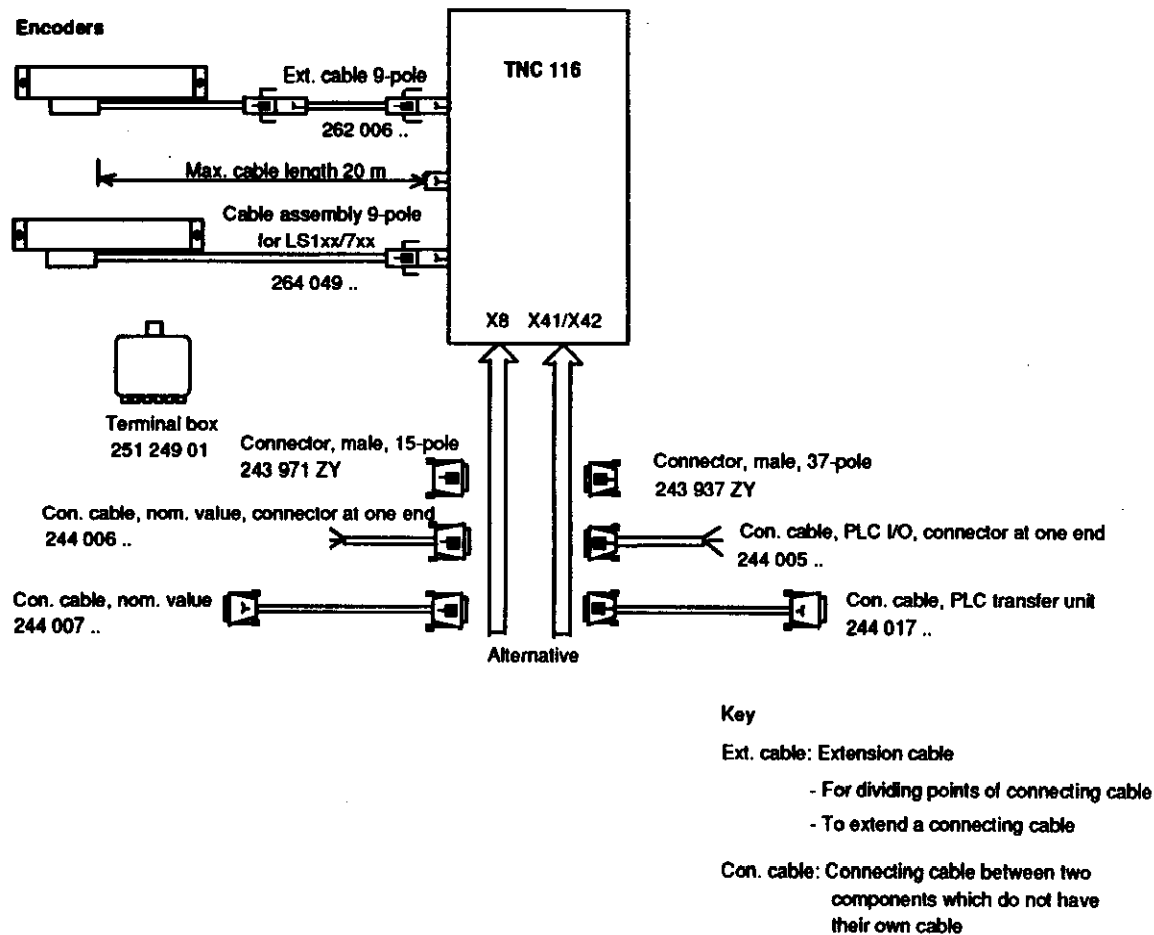 Encoders
TNC 116
Ext. cable 9-pole
262 006 ..
Max. cable length 20 m
Cable assembly 9-pole
for LS1xx/7xx
264 049 ..
X8 X41/X42
Terminal box
251 249 01
Connector, male, 15-pole
243 971 ZY
Connector, male, 37-pole
243 937 ZY
Con. cable, nom. value, connector at one end
244 006 ..
Con. cable, PLC I/O, connector at one end
244 005 ..
Con. cable, nom. value
244 007 ..
Con. cable, PLC transfer unit
244 017 ..
Alternative
Key
Ext. cable: Extension cable
- For dividing points of connecting cable
- To extend a connecting cable
Con. cable: Connecting cable between two
components which do not have
their own cable